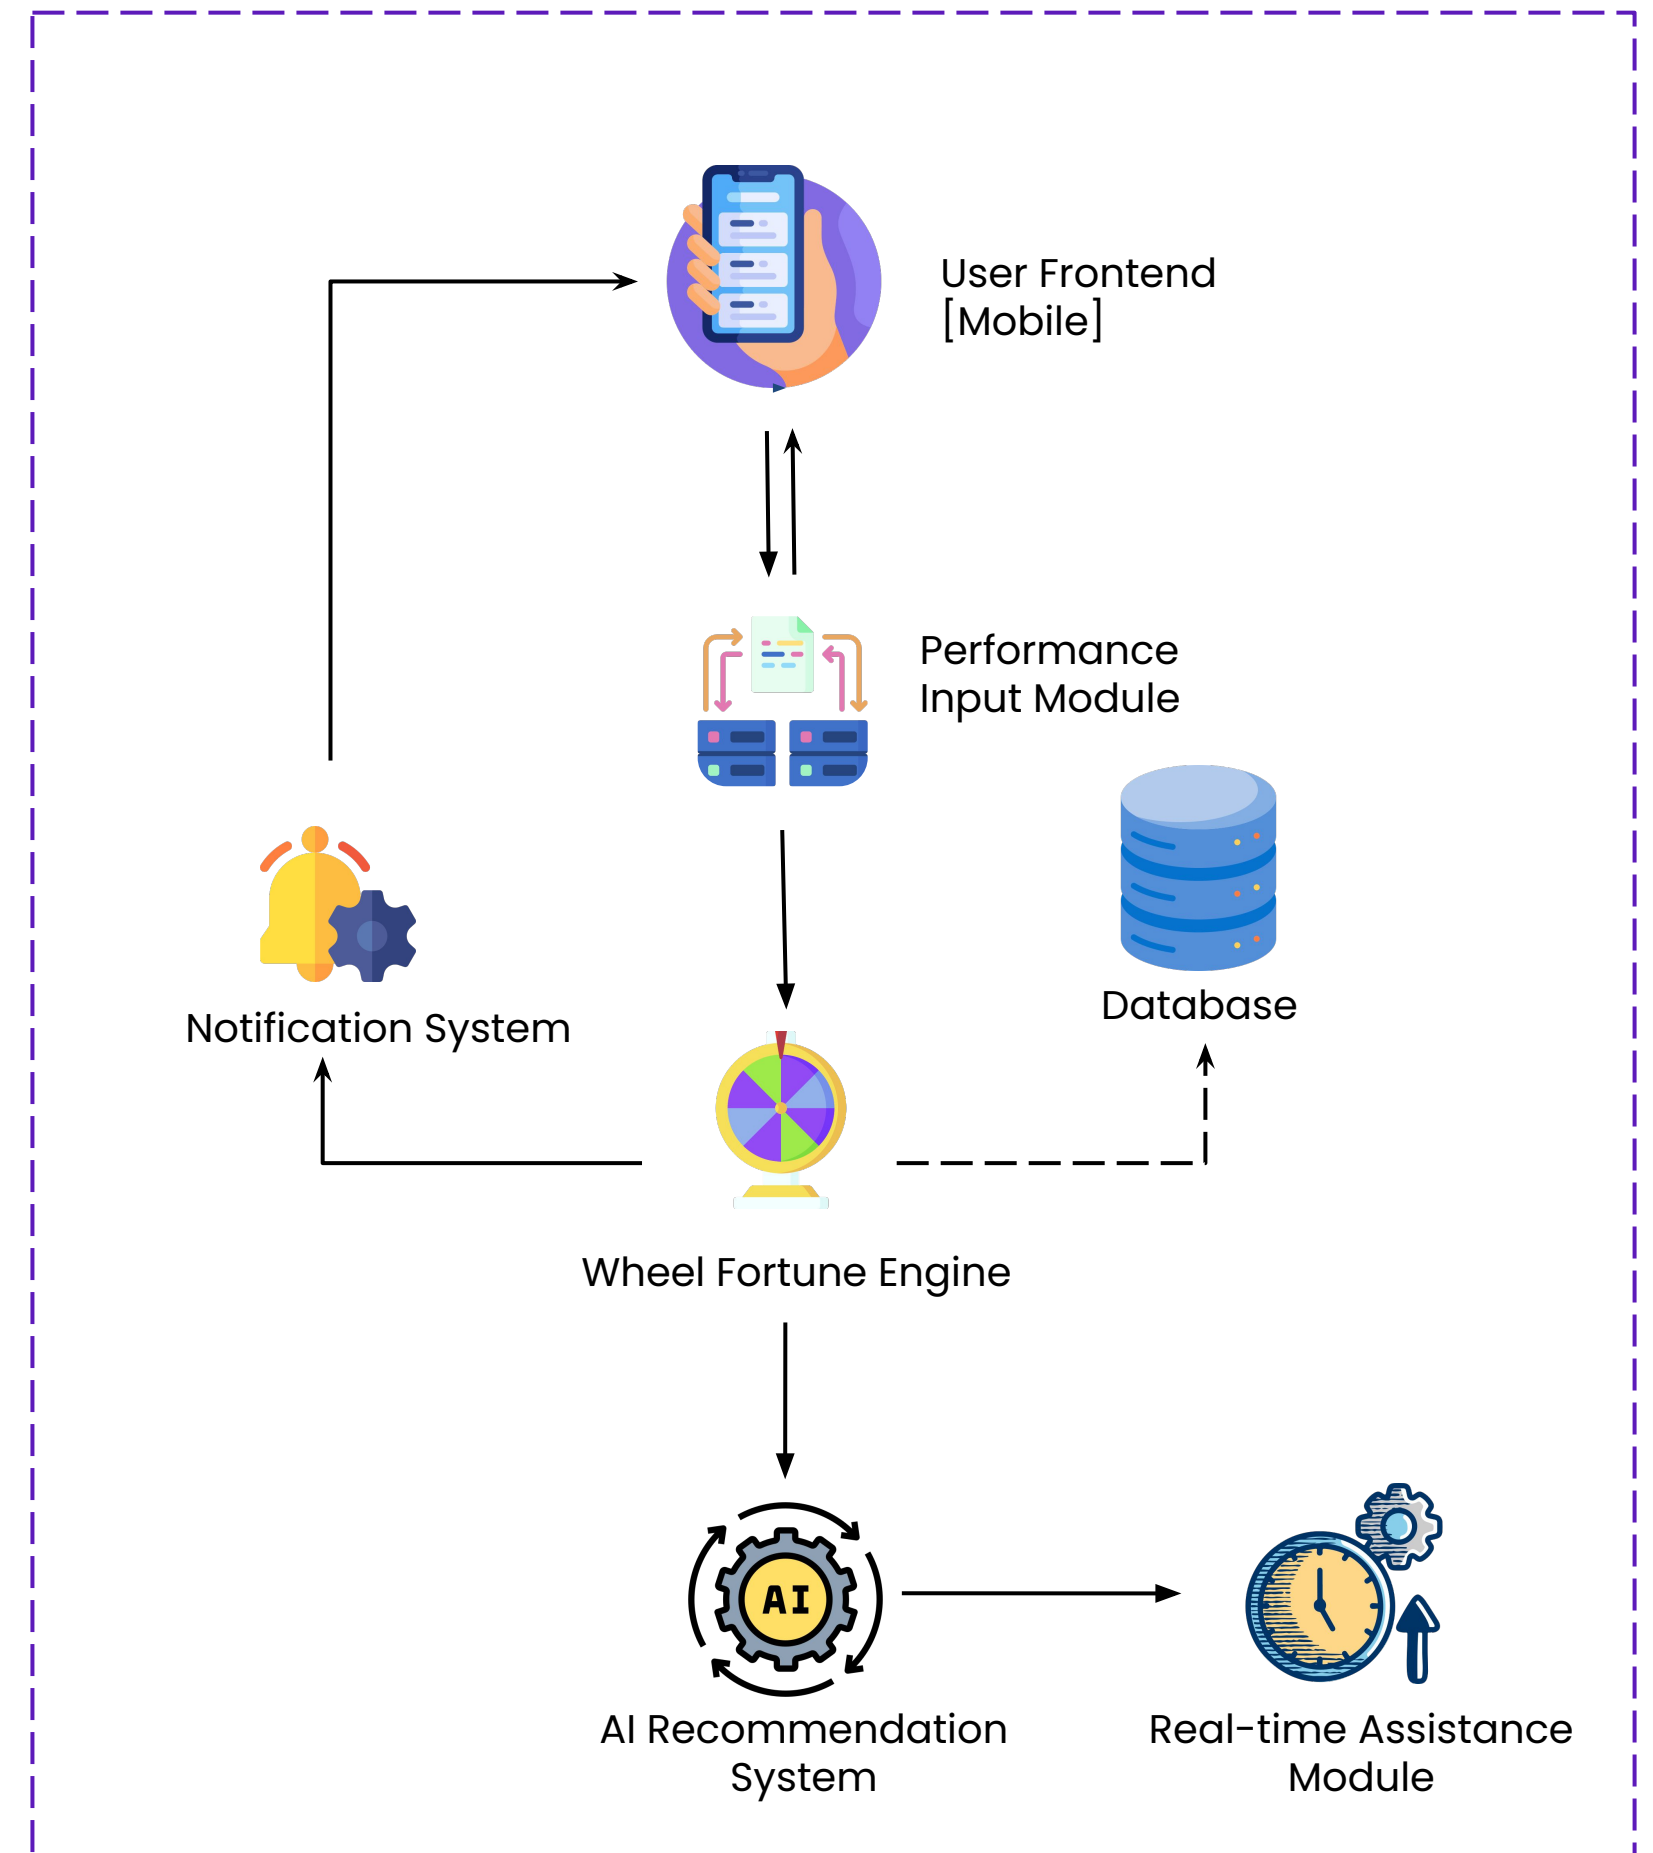 User Frontend
[Mobile]
Performance
Input Module
Notification System
Database
Wheel Fortune Engine
AI
AI Recommendation
System
Real-time Assistance
Module